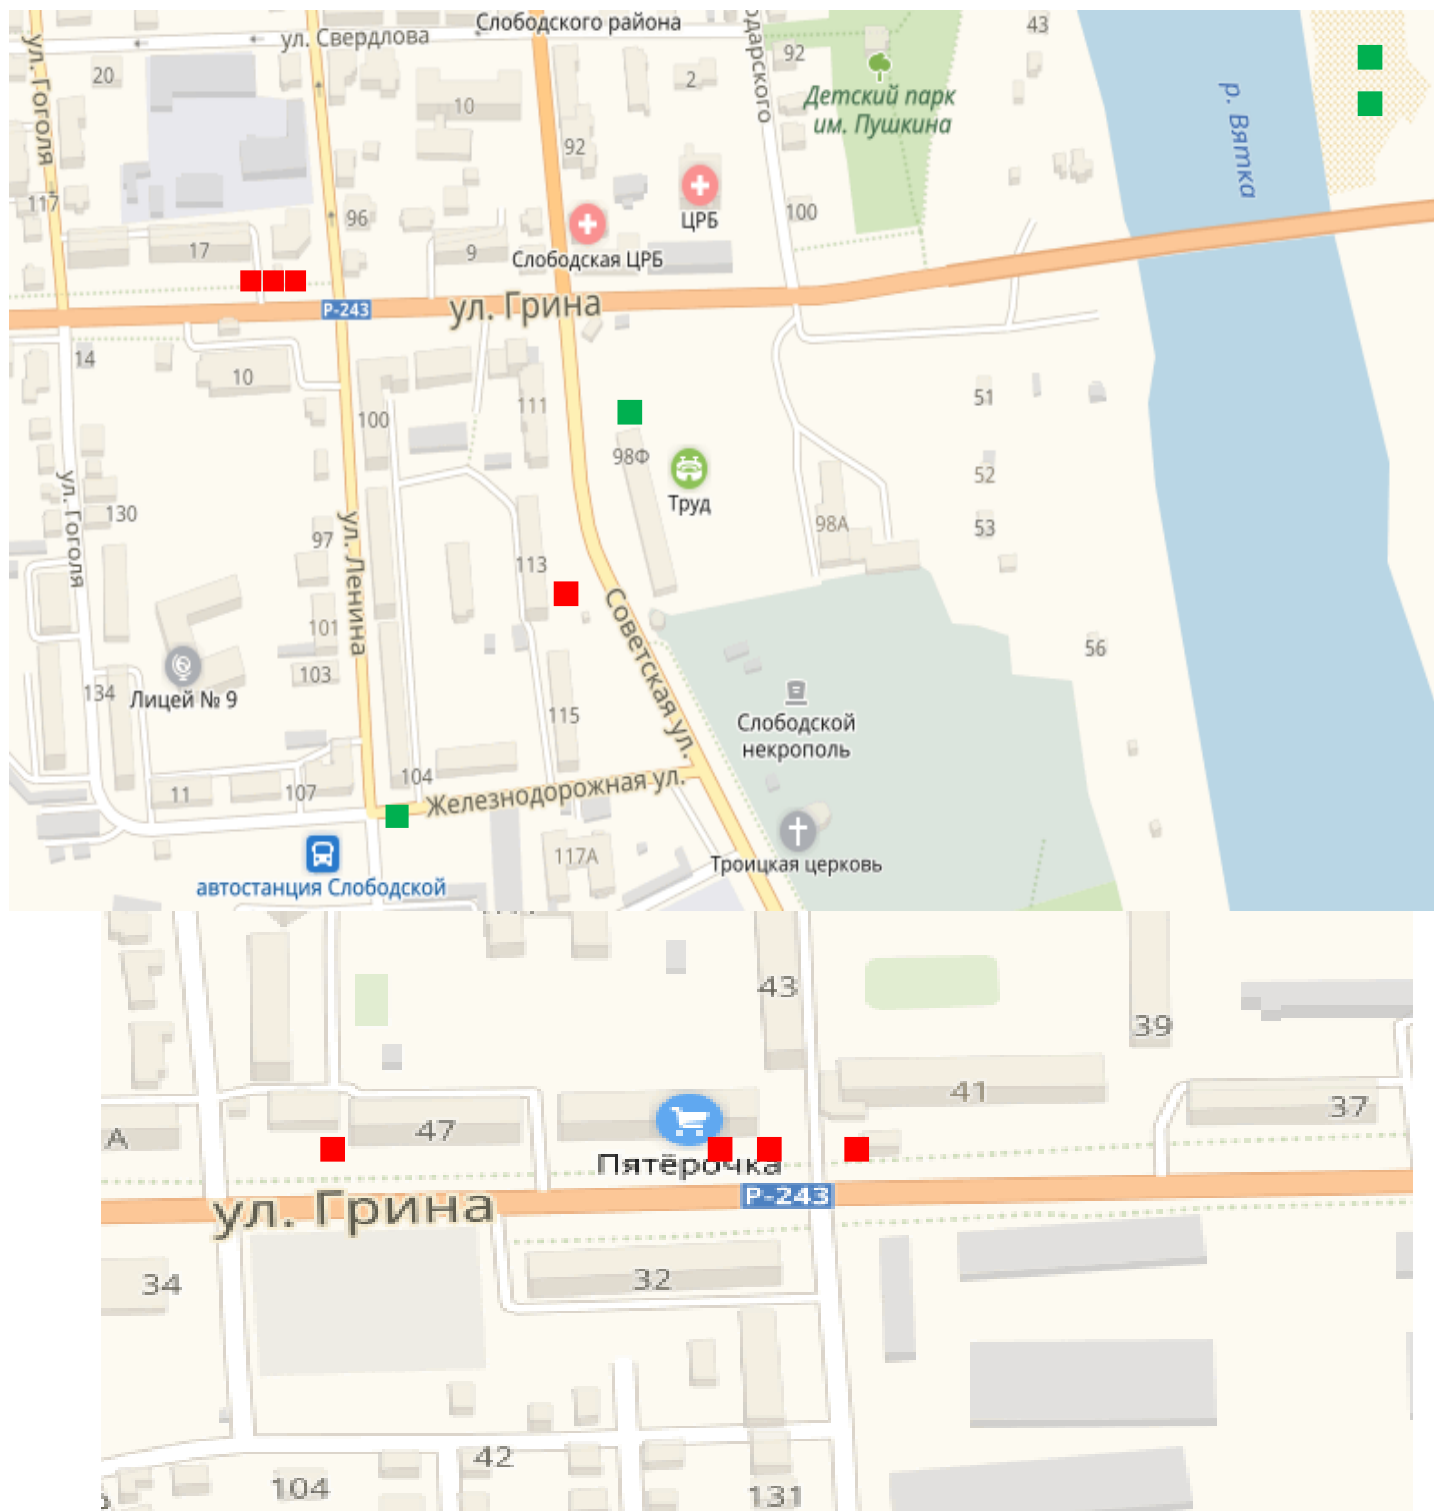 Слободского района
ул. Свердлова
ул. Гоголя
20
10
2
92
43
Детский парк
им. Пушкина
р. Вятка
92
117
17
96
9
ЦРБ
Слободская ЦРБ
100
Р-243
ул. Грина
14
10
100
111
98Ф
Труд
51
52
53
98А
ул. Гоголя
130
97
ул. Ленина
113
101
103
Лицей № 9
134
Советская ул.
115
56
Слободской
некрополь
11
107
104
Железнодорожная ул.
117А
Троицкая церковь
автостанция Слободской
43
39
41
37
А
47
Пятёрочка
Р-243
ул. Грина
34
32
42
104
131